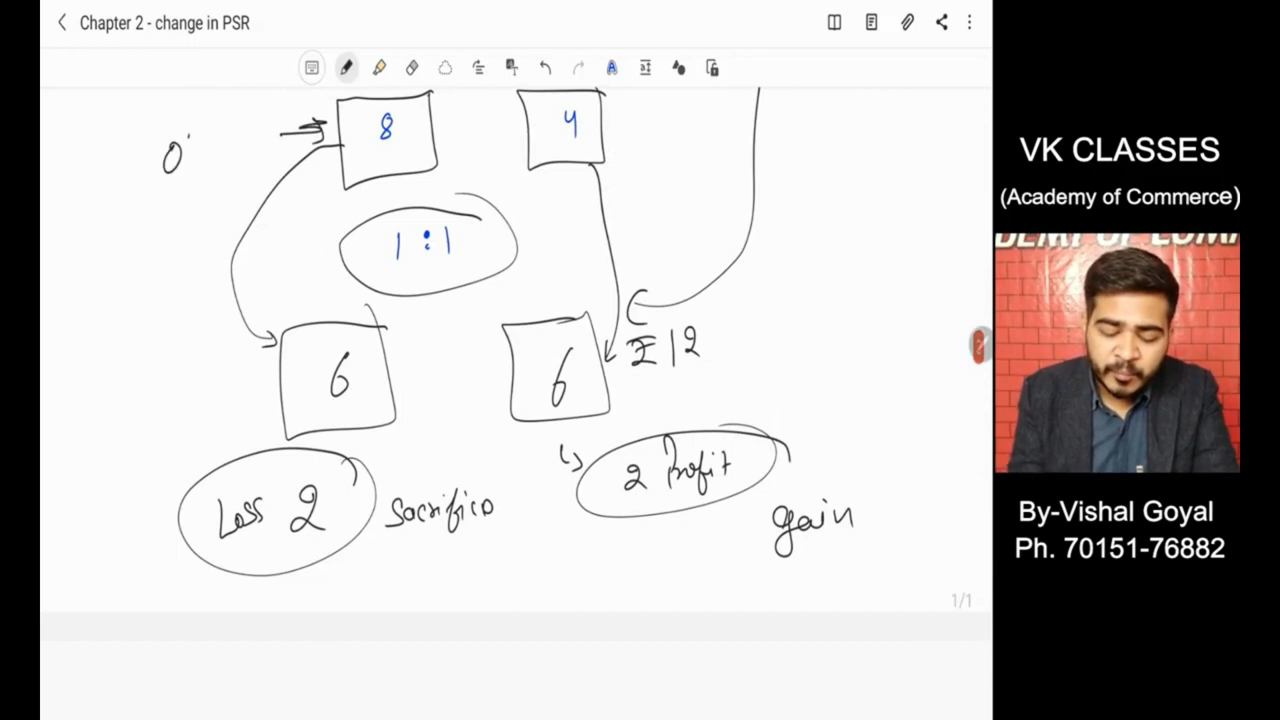 Chapter 2 - change in PSR
8
4
0
1 : 1
6
6
I 12
Loss 2
Sacrifice
2 Profit
gain
1/1
VK CLASSES
(Academy of Commerce)
By-Vishal Goyal
Ph. 70151-76882